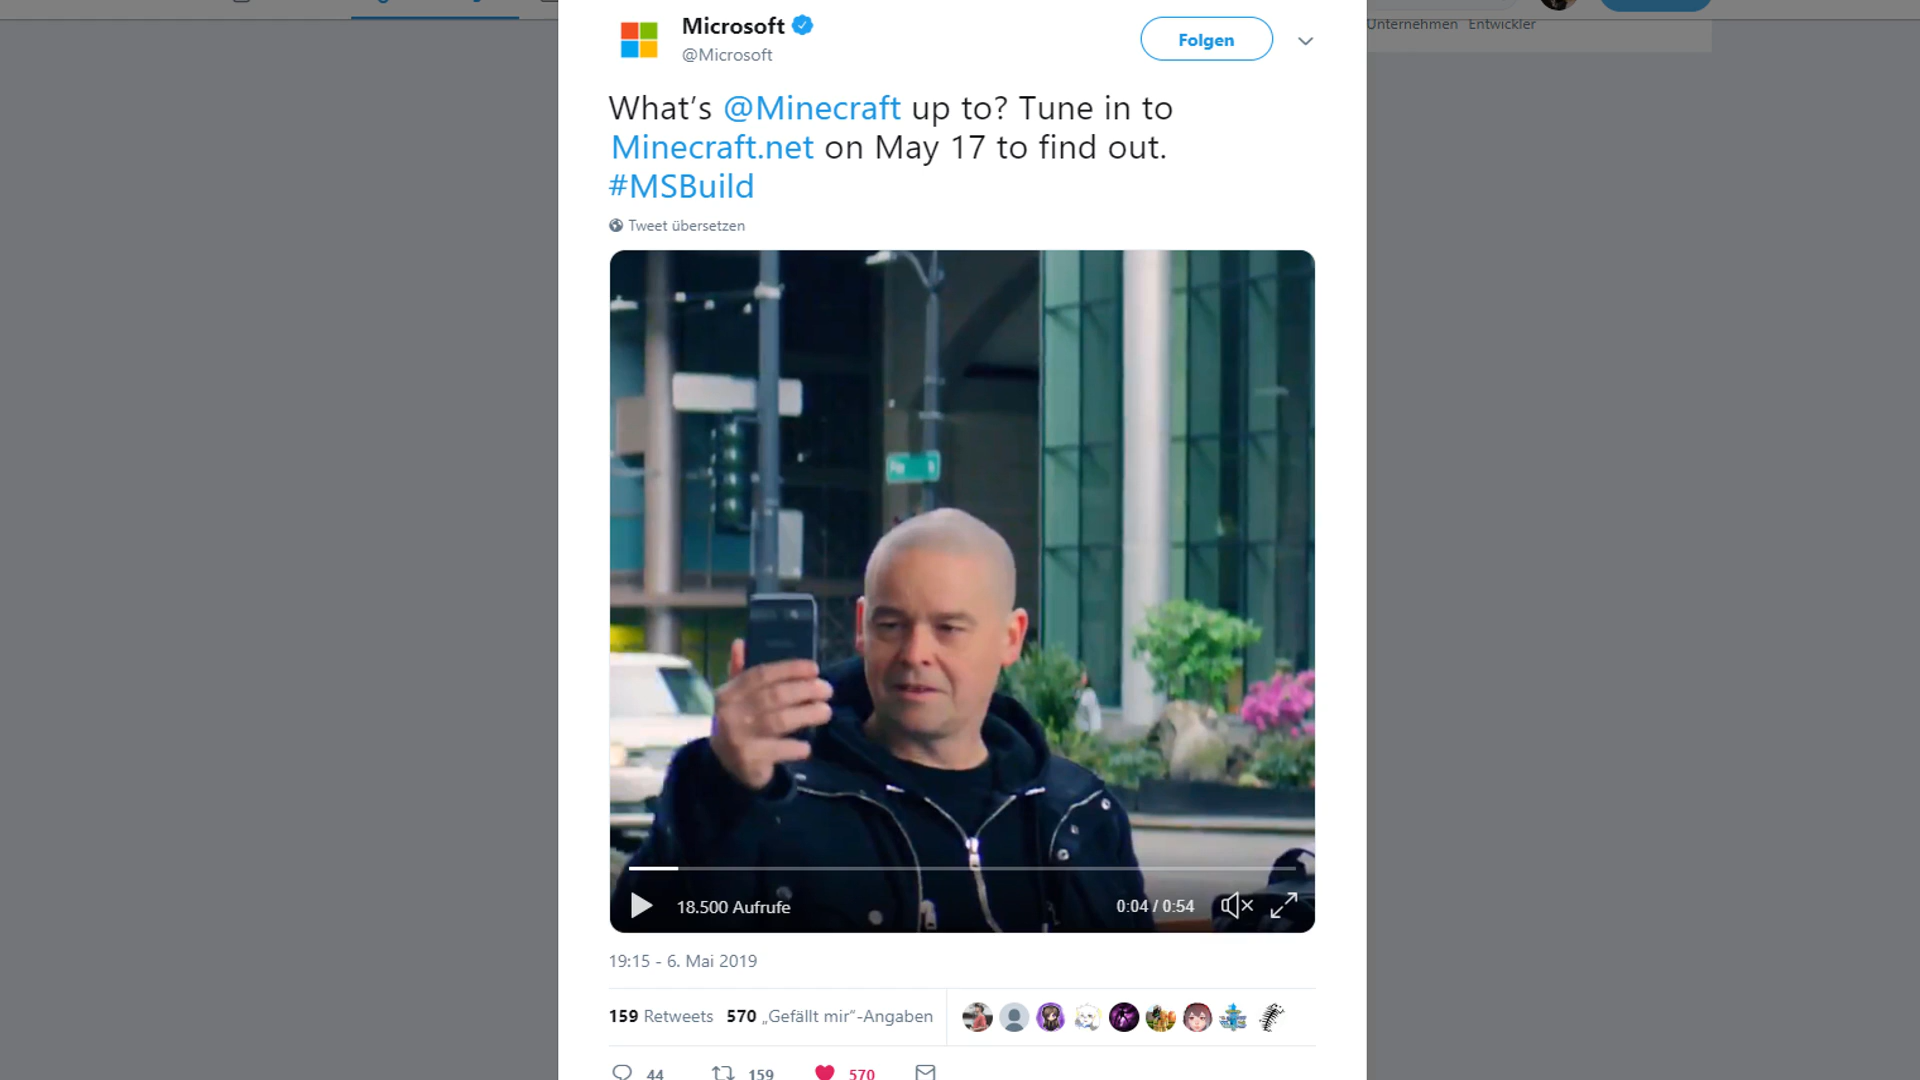 Microsoft
@Microsoft
Folgen
Unternehmen Entwickler
What’s @Minecraft up to? Tune in to
Minecraft.net on May 17 to find out.
#MSBuild
Tweet übersetzen
18.500 Aufrufe
0:04 / 0:54
19:15 - 6. Mai 2019
159 Retweets 570 „Gefällt mir“-Angaben
44 159 570